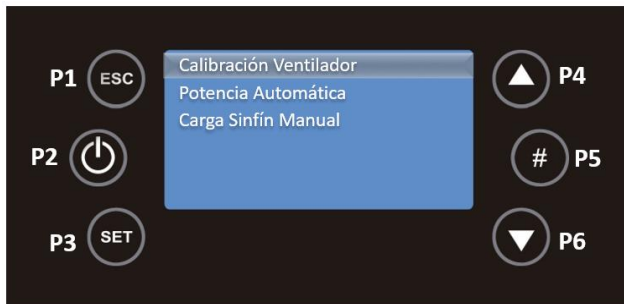 P1 ESC
P2
P3 SET
Calibración Ventilador
Potencia Automática
Carga Sinfín Manual
P4
# P5
P6